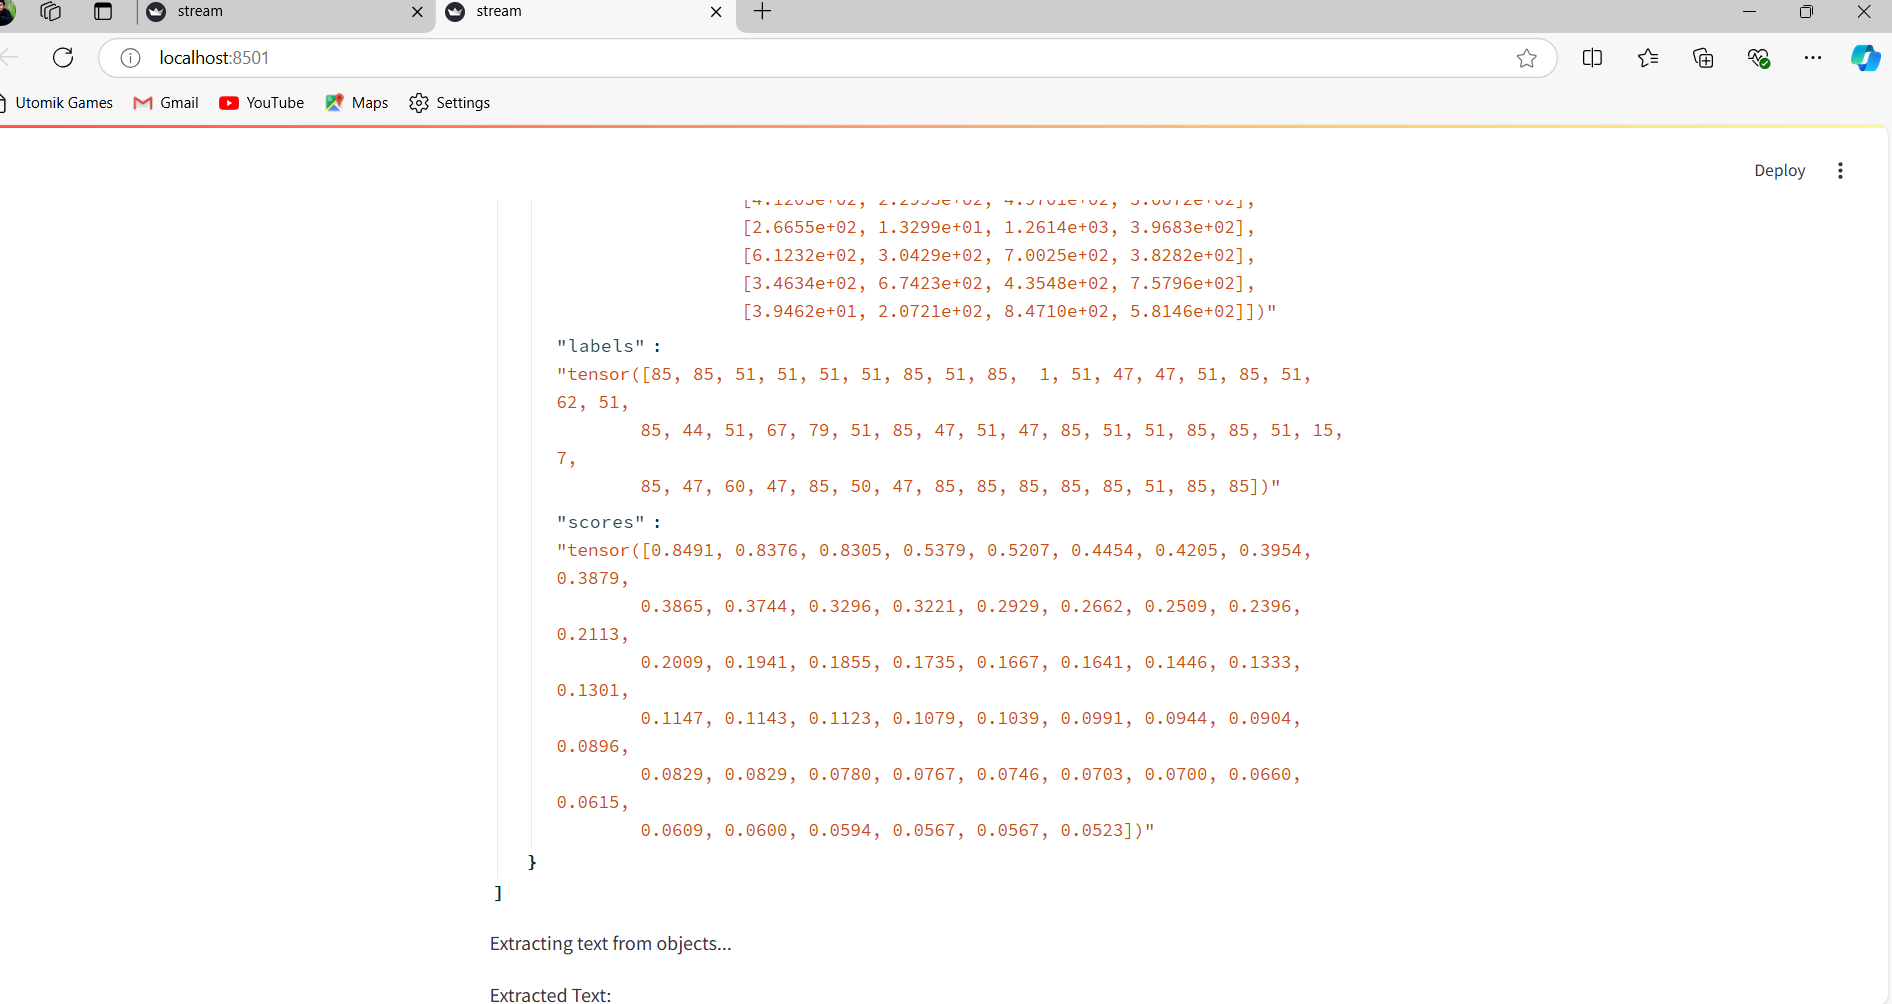 stream
stream
localhost:8501
Utomik Games Gmail YouTube Maps Settings
Deploy
[2.6655e+02, 1.3299e+01, 1.2614e+03, 3.9683e+02],
[6.1232e+02, 3.0429e+02, 7.0025e+02, 3.8282e+02],
[3.4634e+02, 6.7423e+02, 4.3548e+02, 7.5796e+02],
[3.9462e+01, 2.0721e+02, 8.4710e+02, 5.8146e+02]])"
"labels" :
"tensor([85, 85, 51, 51, 51, 51, 85, 51, 85,  1, 51, 47, 47, 51, 85, 51,
62, 51,
85, 44, 51, 67, 79, 51, 85, 47, 51, 47, 85, 51, 51, 85, 85, 51, 15,
7,
85, 47, 60, 47, 85, 50, 47, 85, 85, 85, 85, 85, 51, 85, 85])"
"scores" :
"tensor([0.8491, 0.8376, 0.8305, 0.5379, 0.5207, 0.4454, 0.4205, 0.3954,
0.3879,
0.3865, 0.3744, 0.3296, 0.3221, 0.2929, 0.2662, 0.2509, 0.2396,
0.2113,
0.2009, 0.1941, 0.1855, 0.1735, 0.1667, 0.1641, 0.1446, 0.1333,
0.1301,
0.1147, 0.1143, 0.1123, 0.1079, 0.1039, 0.0991, 0.0944, 0.0904,
0.0896,
0.0829, 0.0829, 0.0780, 0.0767, 0.0746, 0.0703, 0.0700, 0.0660,
0.0615,
0.0609, 0.0600, 0.0594, 0.0567, 0.0567, 0.0523])"
}
]
Extracting text from objects...
Extracted Text: